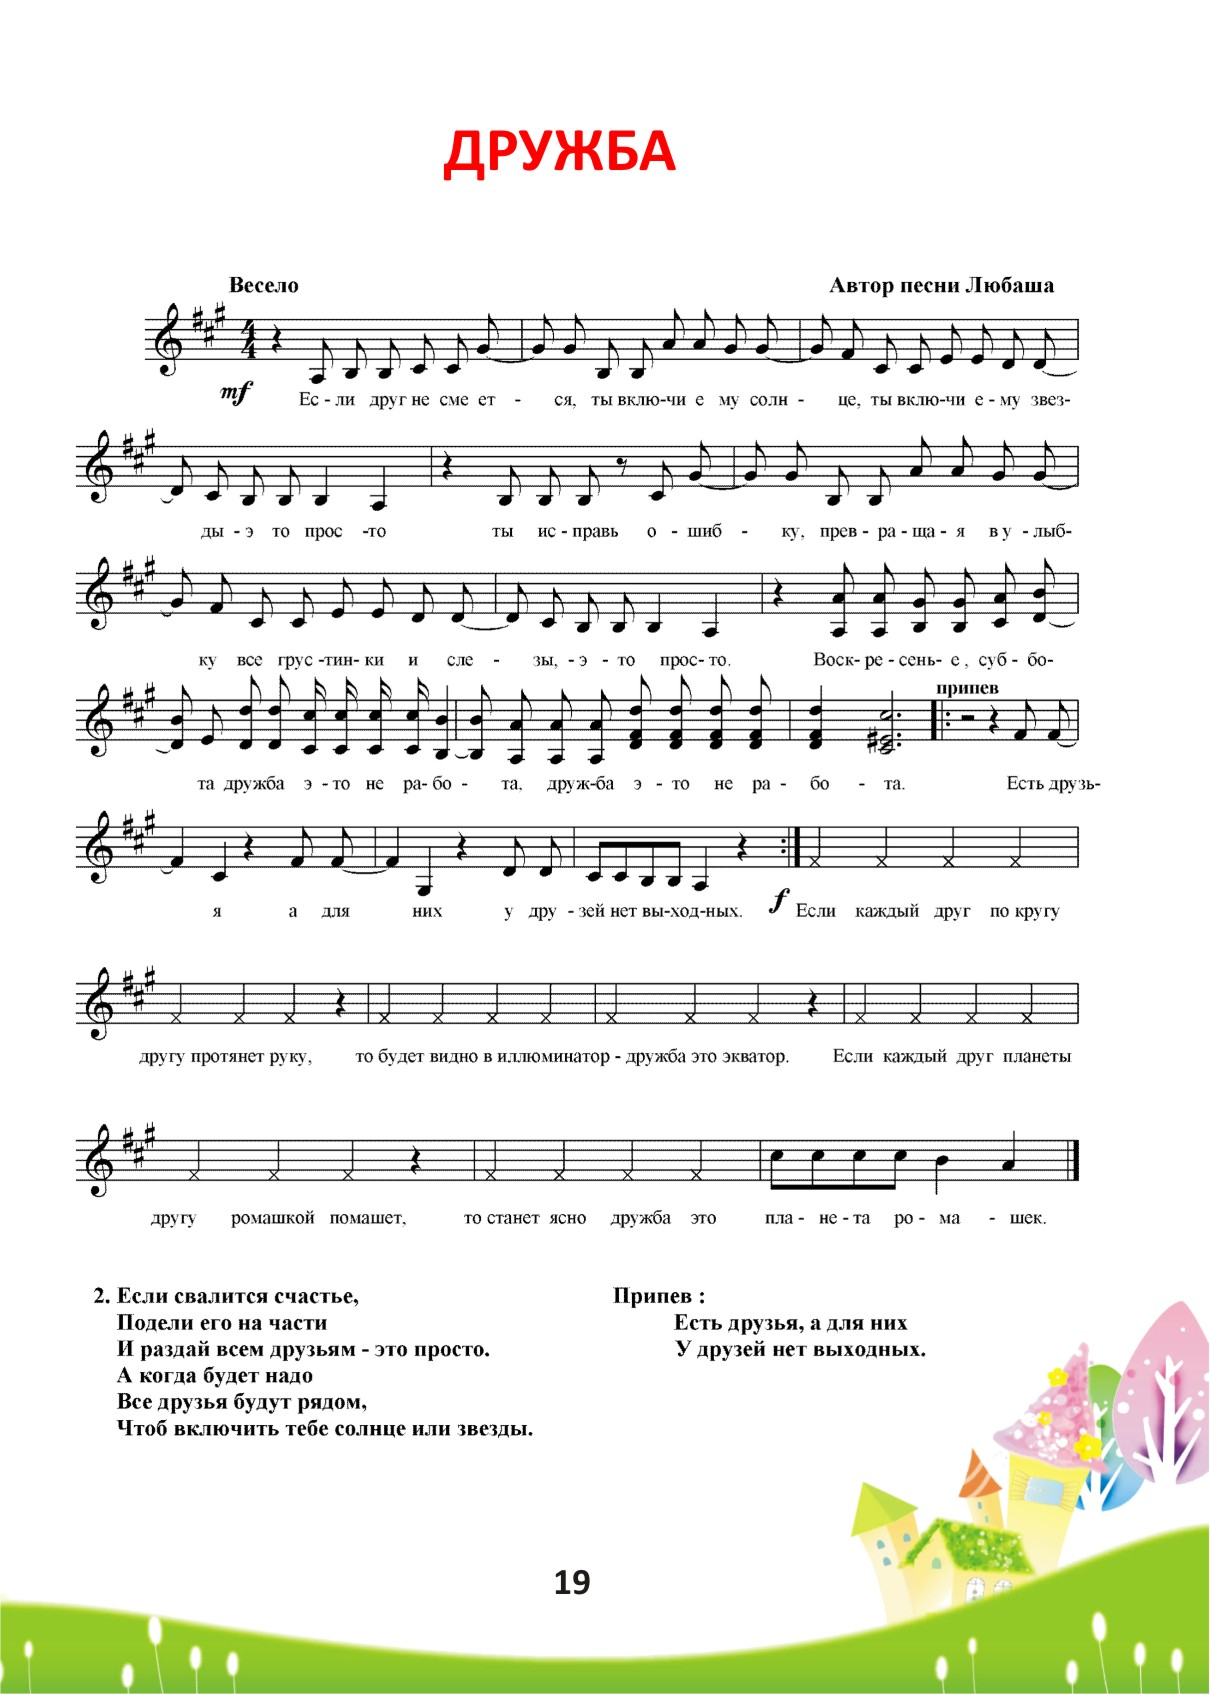 ДРУЖБА
Весело
Автор песни Любаша
mf
Ес - ли друг не сме ет - ся, ты вклю-чи е му солн - це, ты вклю-чи е - му звез-
ды - э то прос -то ты ис - правь о - шиб - ку, прев - ра - ща - я в у - лыб-
ку все грус -тин- ки и сле - зы, - э - то прос- то. Воск- ре - сень- е , суб - бо-
припев
та дружба э - то не ра- бо - та, друж-ба э - то не ра - бо - та. Есть друзь-
я а для них у дру - зей нет вы-ход-ных. f Если каждый друг по кругу
другу протянет руку, то будет видно в иллюминатор - дружба это экватор. Если каждый друг планеты
другу ромашкой помашет, то станет ясно дружба это пла - не - та ро - ма - шек.
2. Если свалится счастье,
Подели его на части
И раздай всем друзьям - это просто.
А когда будет надо
Все друзья будут рядом,
Чтоб включить тебе солнце или звезды.
Припев :
Есть друзья, а для них
У друзей нет выходных.
19